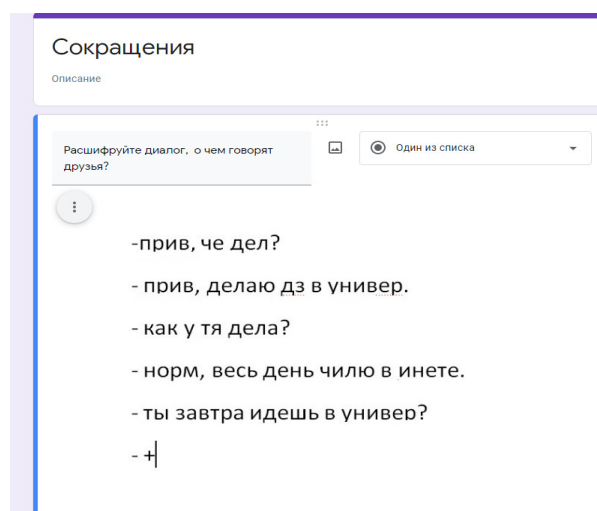 Сокращения
Описание
Расшифруйте диалог, о чем говорят
друзья?
Один из списка
-прив, че дел?
- прив, делаю дз в универ.
- как у тя дела?
- норм, весь день чилю в инете.
- ты завтра идешь в универ?
- +